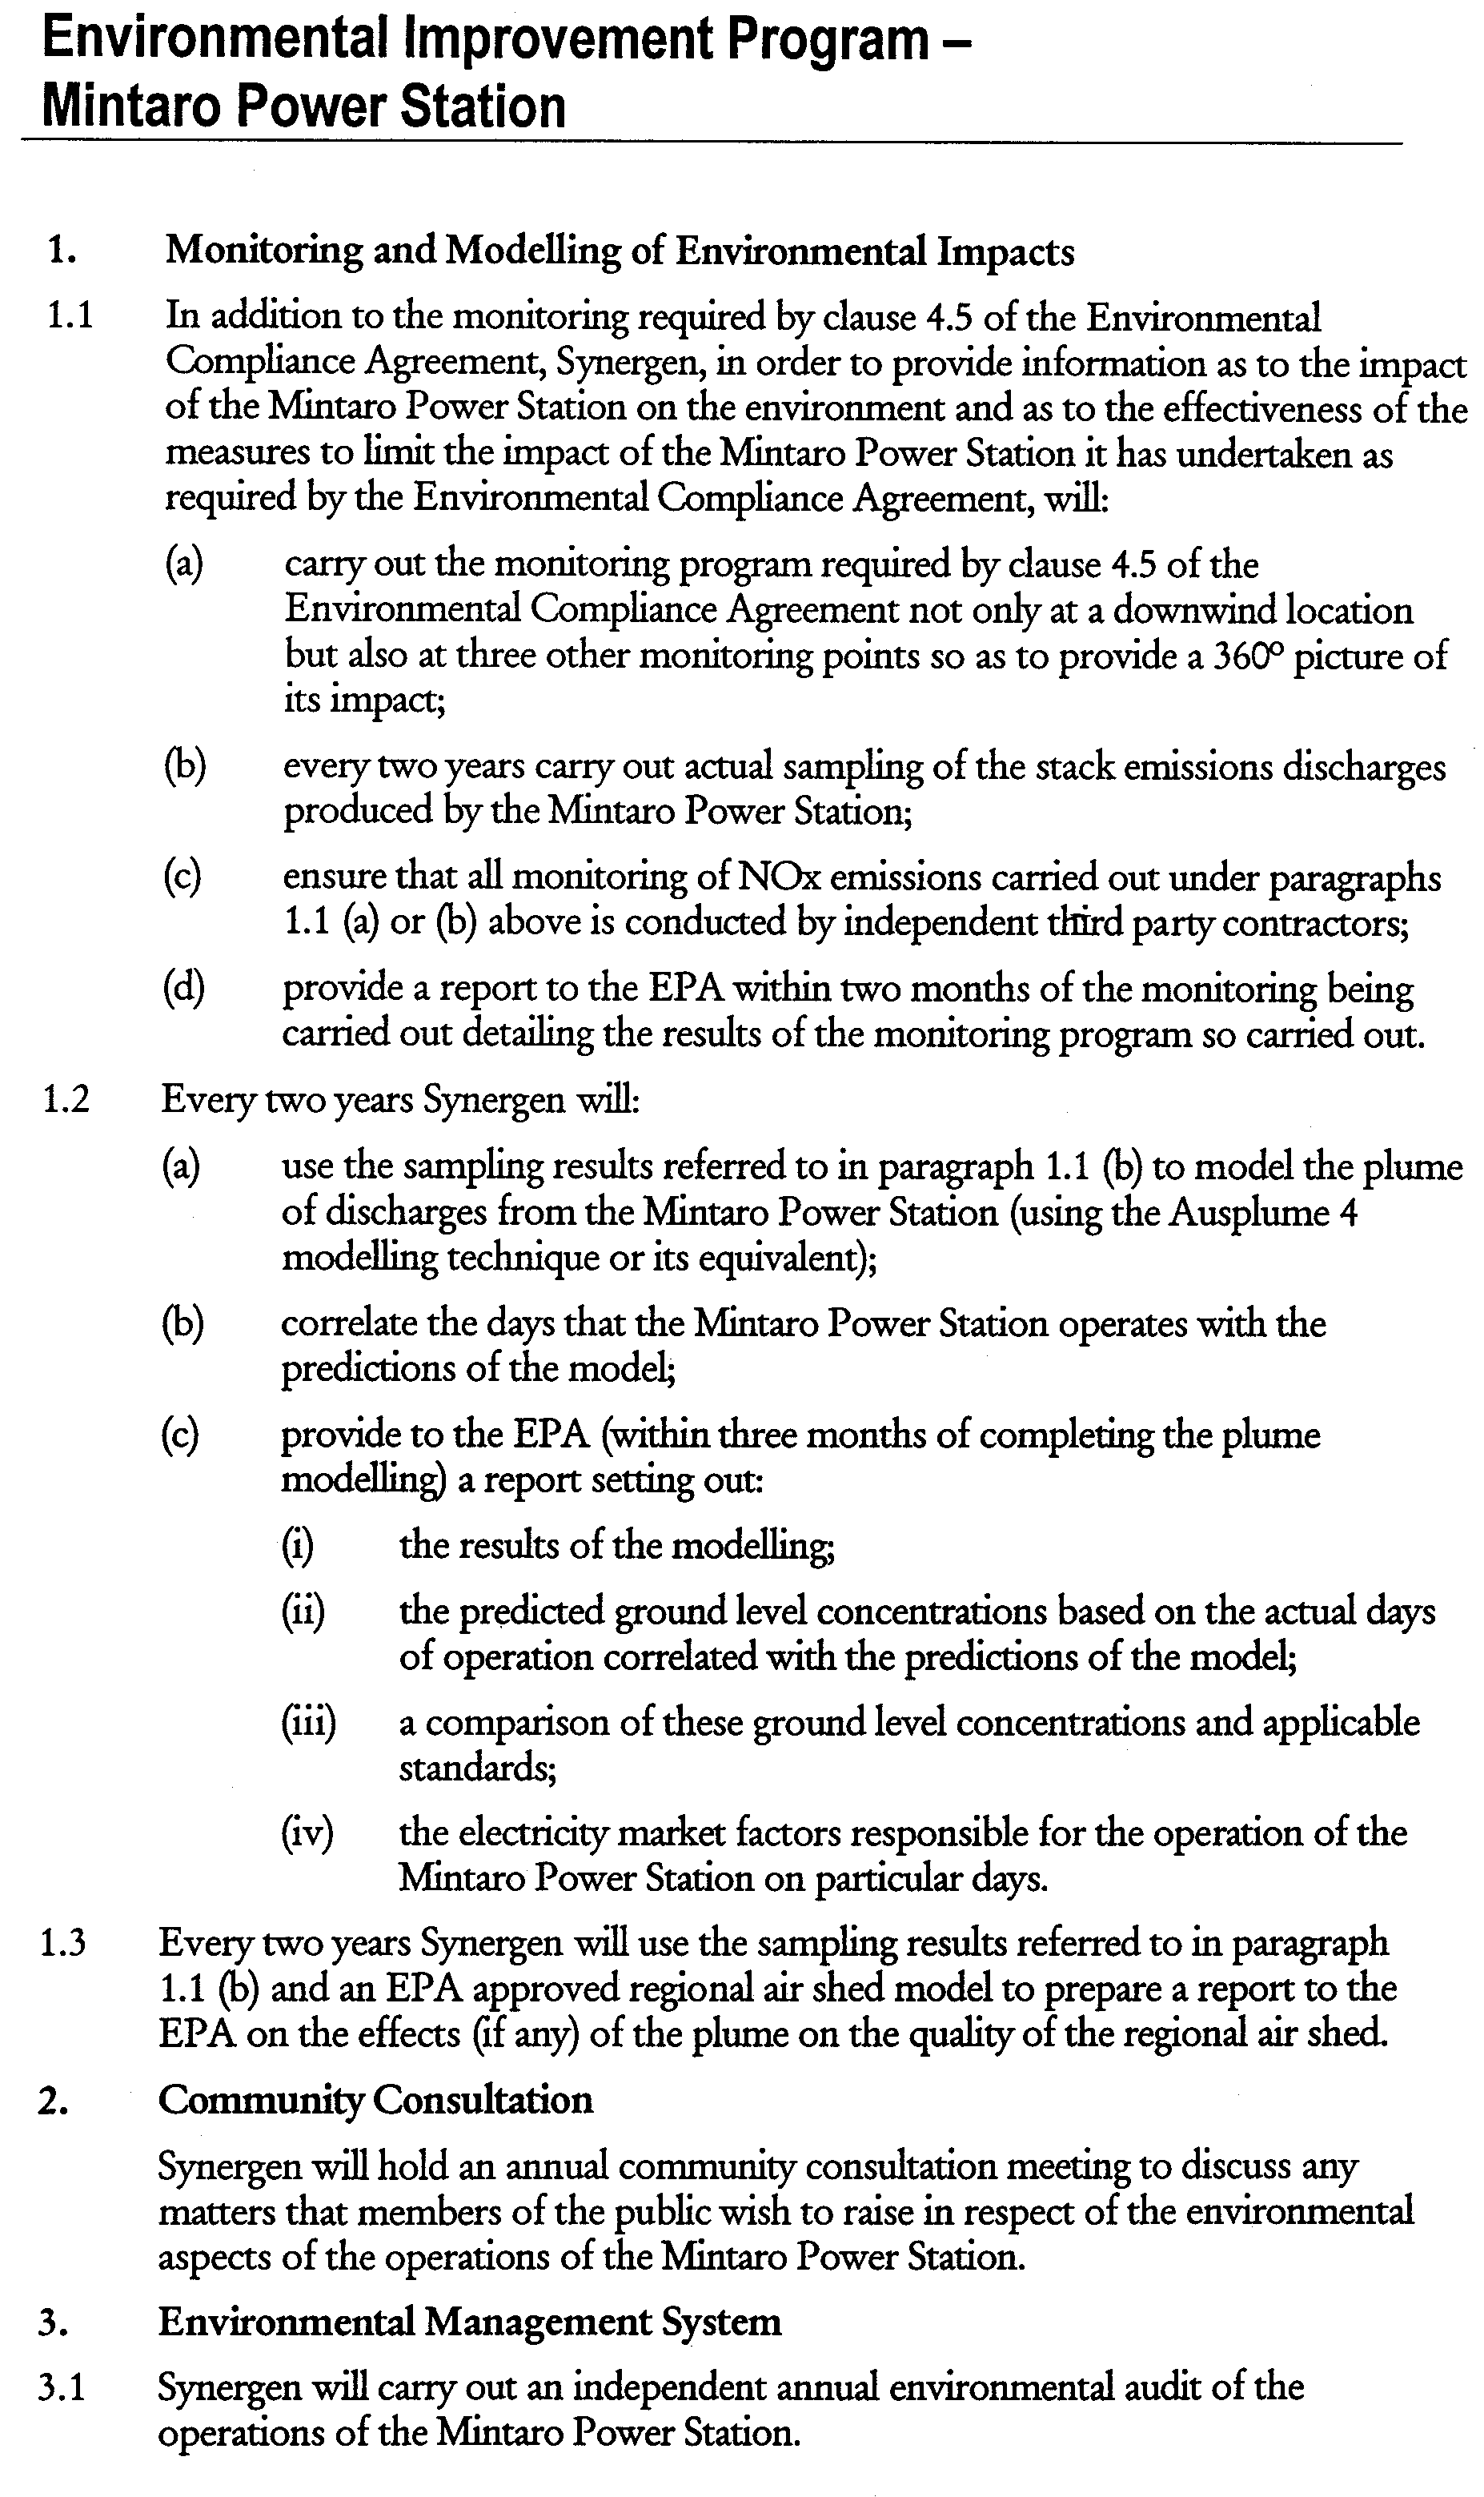 Environmental Improvement Program –
Mintaro Power Station
1. Monitoring and Modelling of Environmental Impacts
1.1 In addition to the monitoring required by clause 4.5 of the Environmental
Compliance Agreement, Synergen, in order to provide information as to the impact
of the Mintaro Power Station on the environment and as to the effectiveness of the
measures to limit the impact of the Mintaro Power Station it has undertaken as
required by the Environmental Compliance Agreement, will:
(a) carry out the monitoring program required by clause 4.5 of the
Environmental Compliance Agreement not only at a downwind location
but also at three other monitoring points so as to provide a 360° picture of
its impact;
(b) every two years carry out actual sampling of the stack emissions discharges
produced by the Mintaro Power Station;
(c) ensure that all monitoring of NOx emissions carried out under paragraphs
1.1 (a) or (b) above is conducted by independent third party contractors;
(d) provide a report to the EPA within two months of the monitoring being
carried out detailing the results of the monitoring program so carried out.
1.2 Every two years Synergen will:
(a) use the sampling results referred to in paragraph 1.1 (b) to model the plume
of discharges from the Mintaro Power Station (using the Ausplume 4
modelling technique or its equivalent);
(b) correlate the days that the Mintaro Power Station operates with the
predictions of the model;
(c) provide to the EPA (within three months of completing the plume
modelling) a report setting out:
(i) the results of the modelling;
(ii) the predicted ground level concentrations based on the actual days
of operation correlated with the predictions of the model;
(iii) a comparison of these ground level concentrations and applicable
standards;
(iv) the electricity market factors responsible for the operation of the
Mintaro Power Station on particular days.
1.3 Every two years Synergen will use the sampling results referred to in paragraph
1.1 (b) and an EPA approved regional air shed model to prepare a report to the
EPA on the effects (if any) of the plume on the quality of the regional air shed.
2. Community Consultation
Synergen will hold an annual community consultation meeting to discuss any
matters that members of the public wish to raise in respect of the environmental
aspects of the operations of the Mintaro Power Station.
3. Environmental Management System
3.1 Synergen will carry out an independent annual environmental audit of the
operations of the Mintaro Power Station.